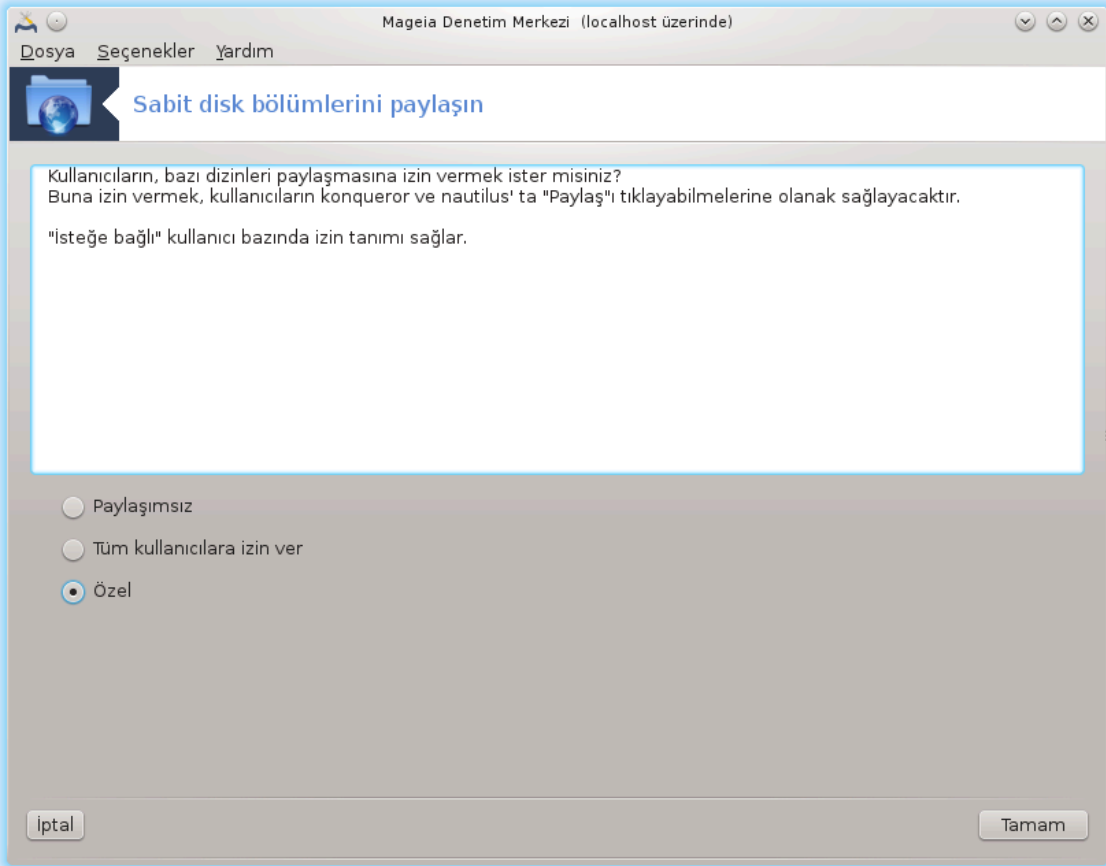 Mageia Denetim Merkezi (localhost üzerinde)
Dosya Seçenekler Yardım
Sabit disk bölümlerini paylaşın
Kullanıcıların, bazı dizinleri paylaşmasına izin vermek ister misiniz?
Buna izin vermek, kullanıcıların konqueror ve nautilus' ta "Paylaş"ı tıklayabilmelerine olanak sağlayacaktır.
"İsteğe bağlı" kullanıcı bazında izin tanımı sağlar.
Paylaşımsız
Tüm kullanıcılara izin ver
Özel
İptal Tamam